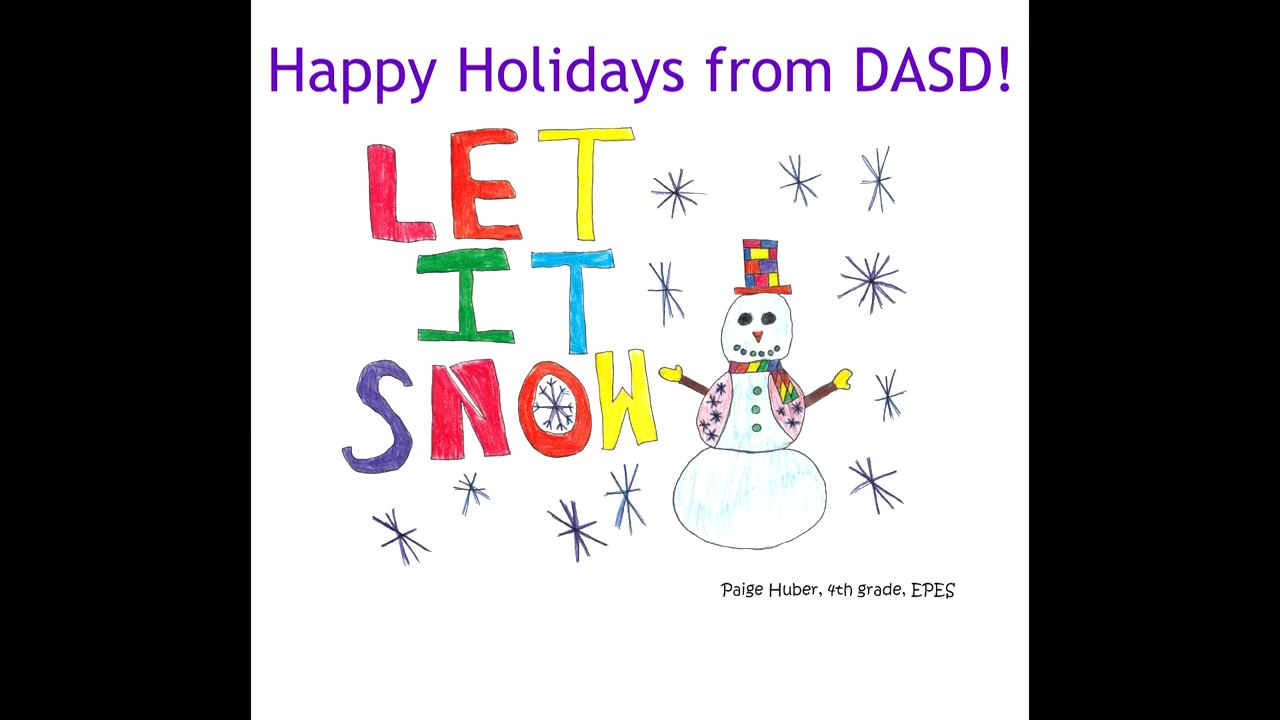 Happy Holidays from DASD!
LET
IT
SNOW
Paige Huber, 4th grade, EPES